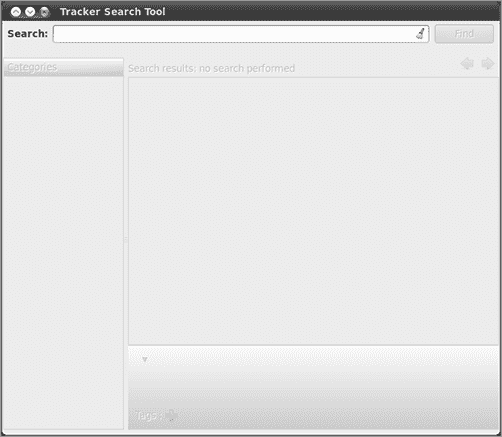 Tracker Search Tool
Search:
Find
Categories
Search results: no search performed
Tags :